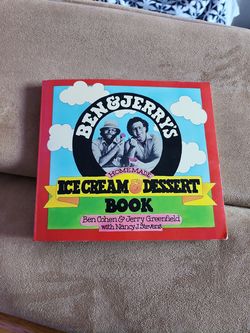 BEN & JERRY'S
HOMEMADE
ICE CREAM & DESSERT
BOOK
Ben Cohen & Jerry Greenfield
with Nancy J. Stevens